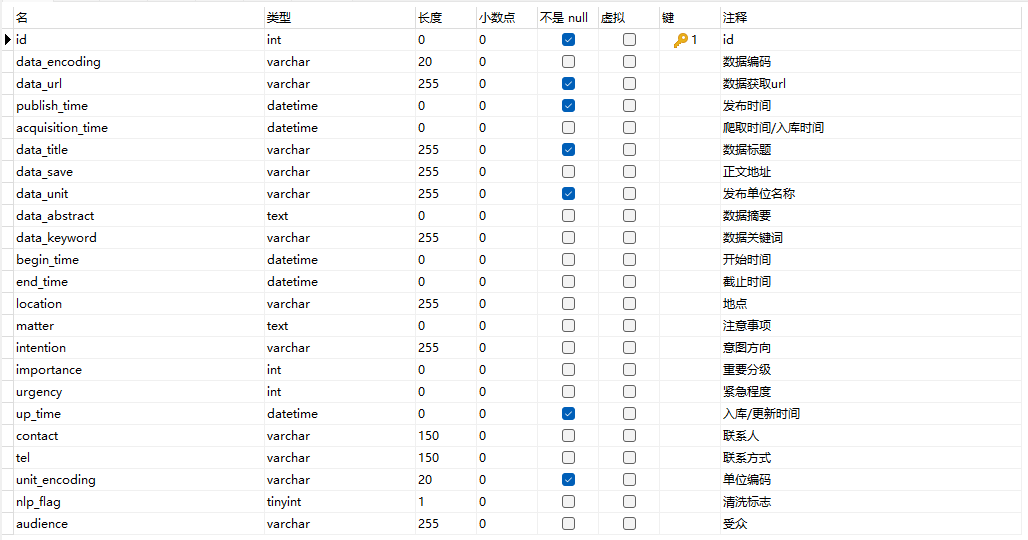 名 类型 长度 小数点 不是 null 虚拟 键 注释
id int 0 0 1 id
data_encoding varchar 20 0 数据编码
data_url varchar 255 0 数据获取url
publish_time datetime 0 0 发布时间
acquisition_time datetime 0 0 爬取时间/入库时间
data_title varchar 255 0 数据标题
data_save varchar 255 0 正文地址
data_unit varchar 255 0 发布单位名称
data_abstract text 0 0 数据摘要
data_keyword varchar 255 0 数据关键词
begin_time datetime 0 0 开始时间
end_time datetime 0 0 截止时间
location varchar 255 0 地点
matter text 0 0 注意事项
intention varchar 255 0 意图方向
importance int 0 0 重要分级
urgency int 0 0 紧急程度
up_time datetime 0 0 入库/更新时间
contact varchar 150 0 联系人
tel varchar 150 0 联系方式
unit_encoding varchar 20 0 单位编码
nlp_flag tinyint 1 0 清洗标志
audience varchar 255 0 受众